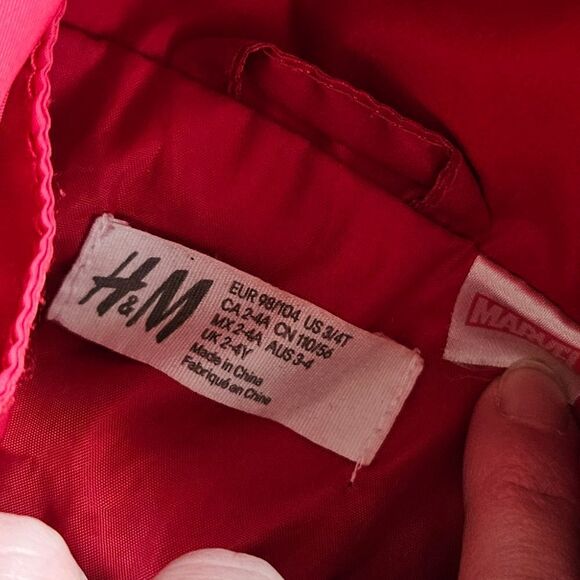 H&M
EUR 98/104 US 3/4T
CA 2-4A CN 110/56
MX 2-4A AUS 3-4
UK 2-4Y
Made in China
Fabriqué en Chine